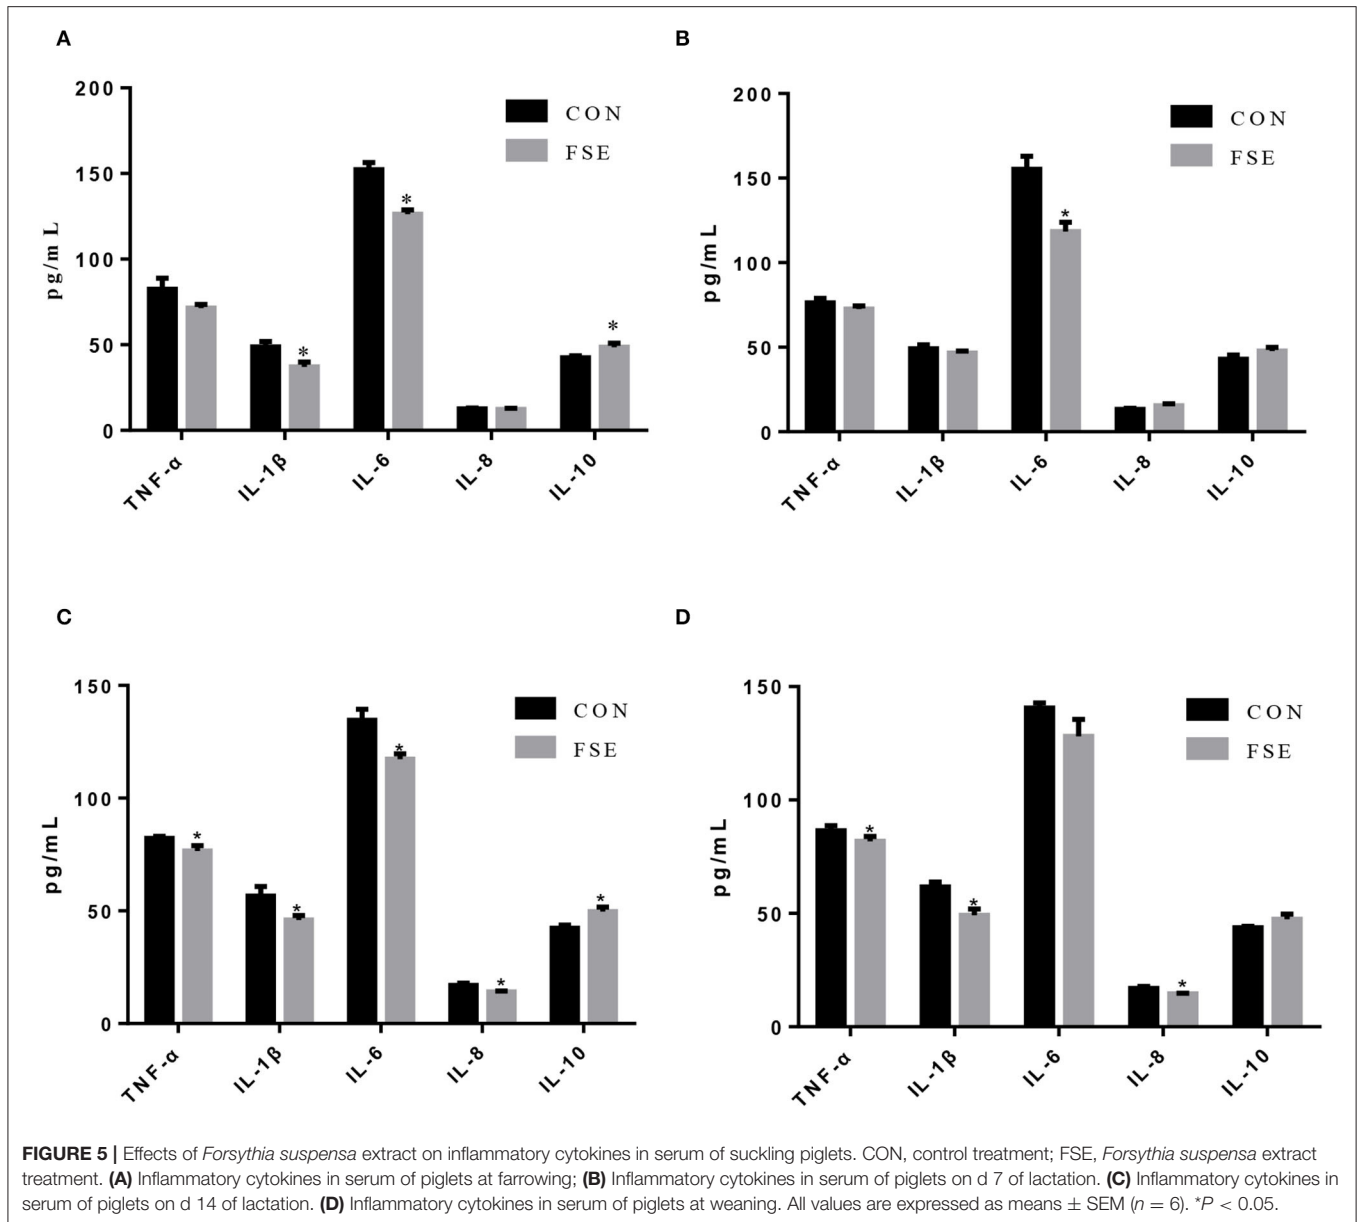 A
200
150
100
50
0
pg/mL
CON
FSE
*
*
*
TNF-α
IL-1β
IL-6
IL-8
IL-10
B
200
150
100
50
0
pg/mL
CON
FSE
*
TNF-α
IL-1β
IL-6
IL-8
IL-10
C
150
100
50
0
pg/mL
CON
FSE
*
*
*
*
*
TNF-α
IL-1β
IL-6
IL-8
IL-10
D
150
100
50
0
pg/mL
CON
FSE
*
*
*
TNF-α
IL-1β
IL-6
IL-8
IL-10
FIGURE 5 | Effects of Forsythia suspensa extract on inflammatory cytokines in serum of suckling piglets. CON, control treatment; FSE, Forsythia suspensa extract
treatment. (A) Inflammatory cytokines in serum of piglets at farrowing; (B) Inflammatory cytokines in serum of piglets on d 7 of lactation. (C) Inflammatory cytokines in
serum of piglets on d 14 of lactation. (D) Inflammatory cytokines in serum of piglets at weaning. All values are expressed as means ± SEM (n = 6). *P < 0.05.